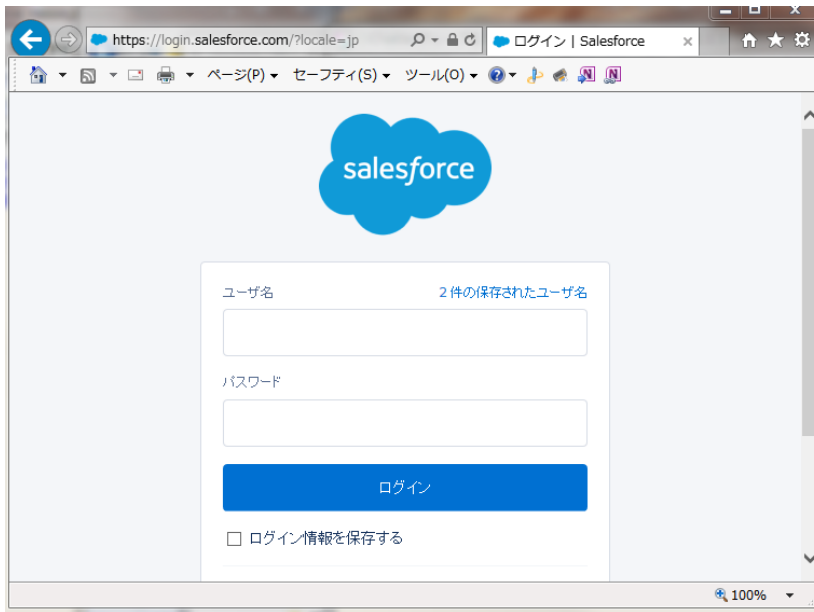 https://login.salesforce.com/?locale=jp
ログイン | Salesforce
ページ(P) セーフティ(S) ツール(O)
salesforce
ユーザ名 2 件の保存されたユーザ名
パスワード
ログイン
ログイン情報を保存する
100%